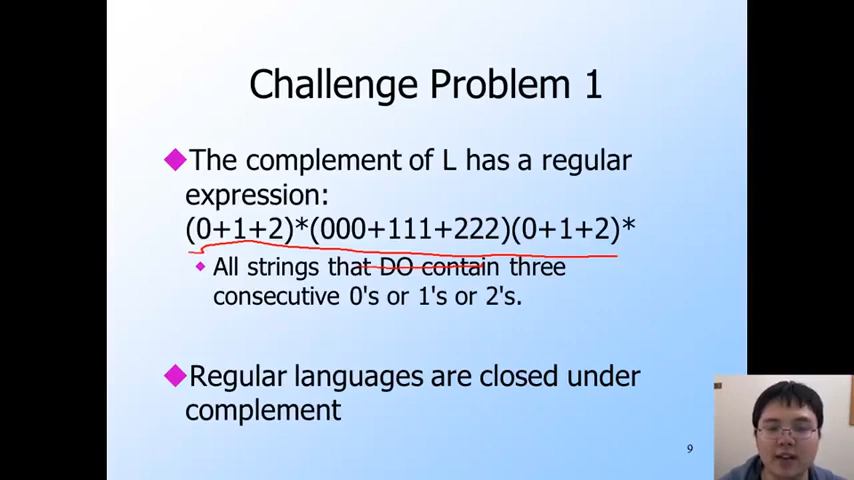 Challenge Problem 1
The complement of L has a regular
expression:
(0+1+2)*(000+111+222)(0+1+2)*
All strings that DO contain three
consecutive 0's or 1's or 2's.
Regular languages are closed under
complement
9